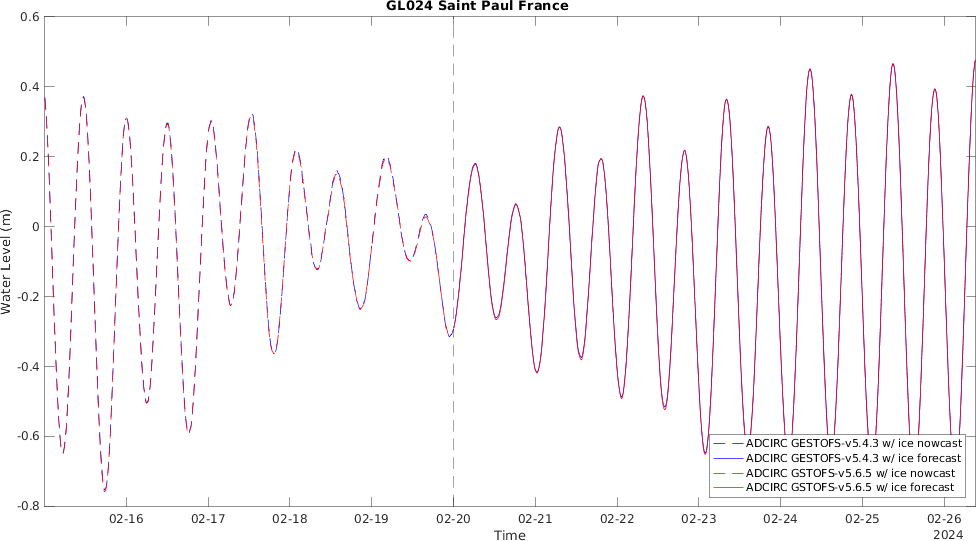 GL024 Saint Paul France
0.6
0.4
0.2
0
-0.2
-0.4
-0.6
-0.8
Water Level (m)
ADCIRC GESTOFS-v5.4.3 w/ ice nowcast
ADCIRC GESTOFS-v5.4.3 w/ ice forecast
ADCIRC GSTOFS-v5.6.5 w/ ice nowcast
ADCIRC GSTOFS-v5.6.5 w/ ice forecast
02-16 02-17 02-18 02-19 02-20 02-21 02-22 02-23 02-24 02-25 02-26
Time
2024